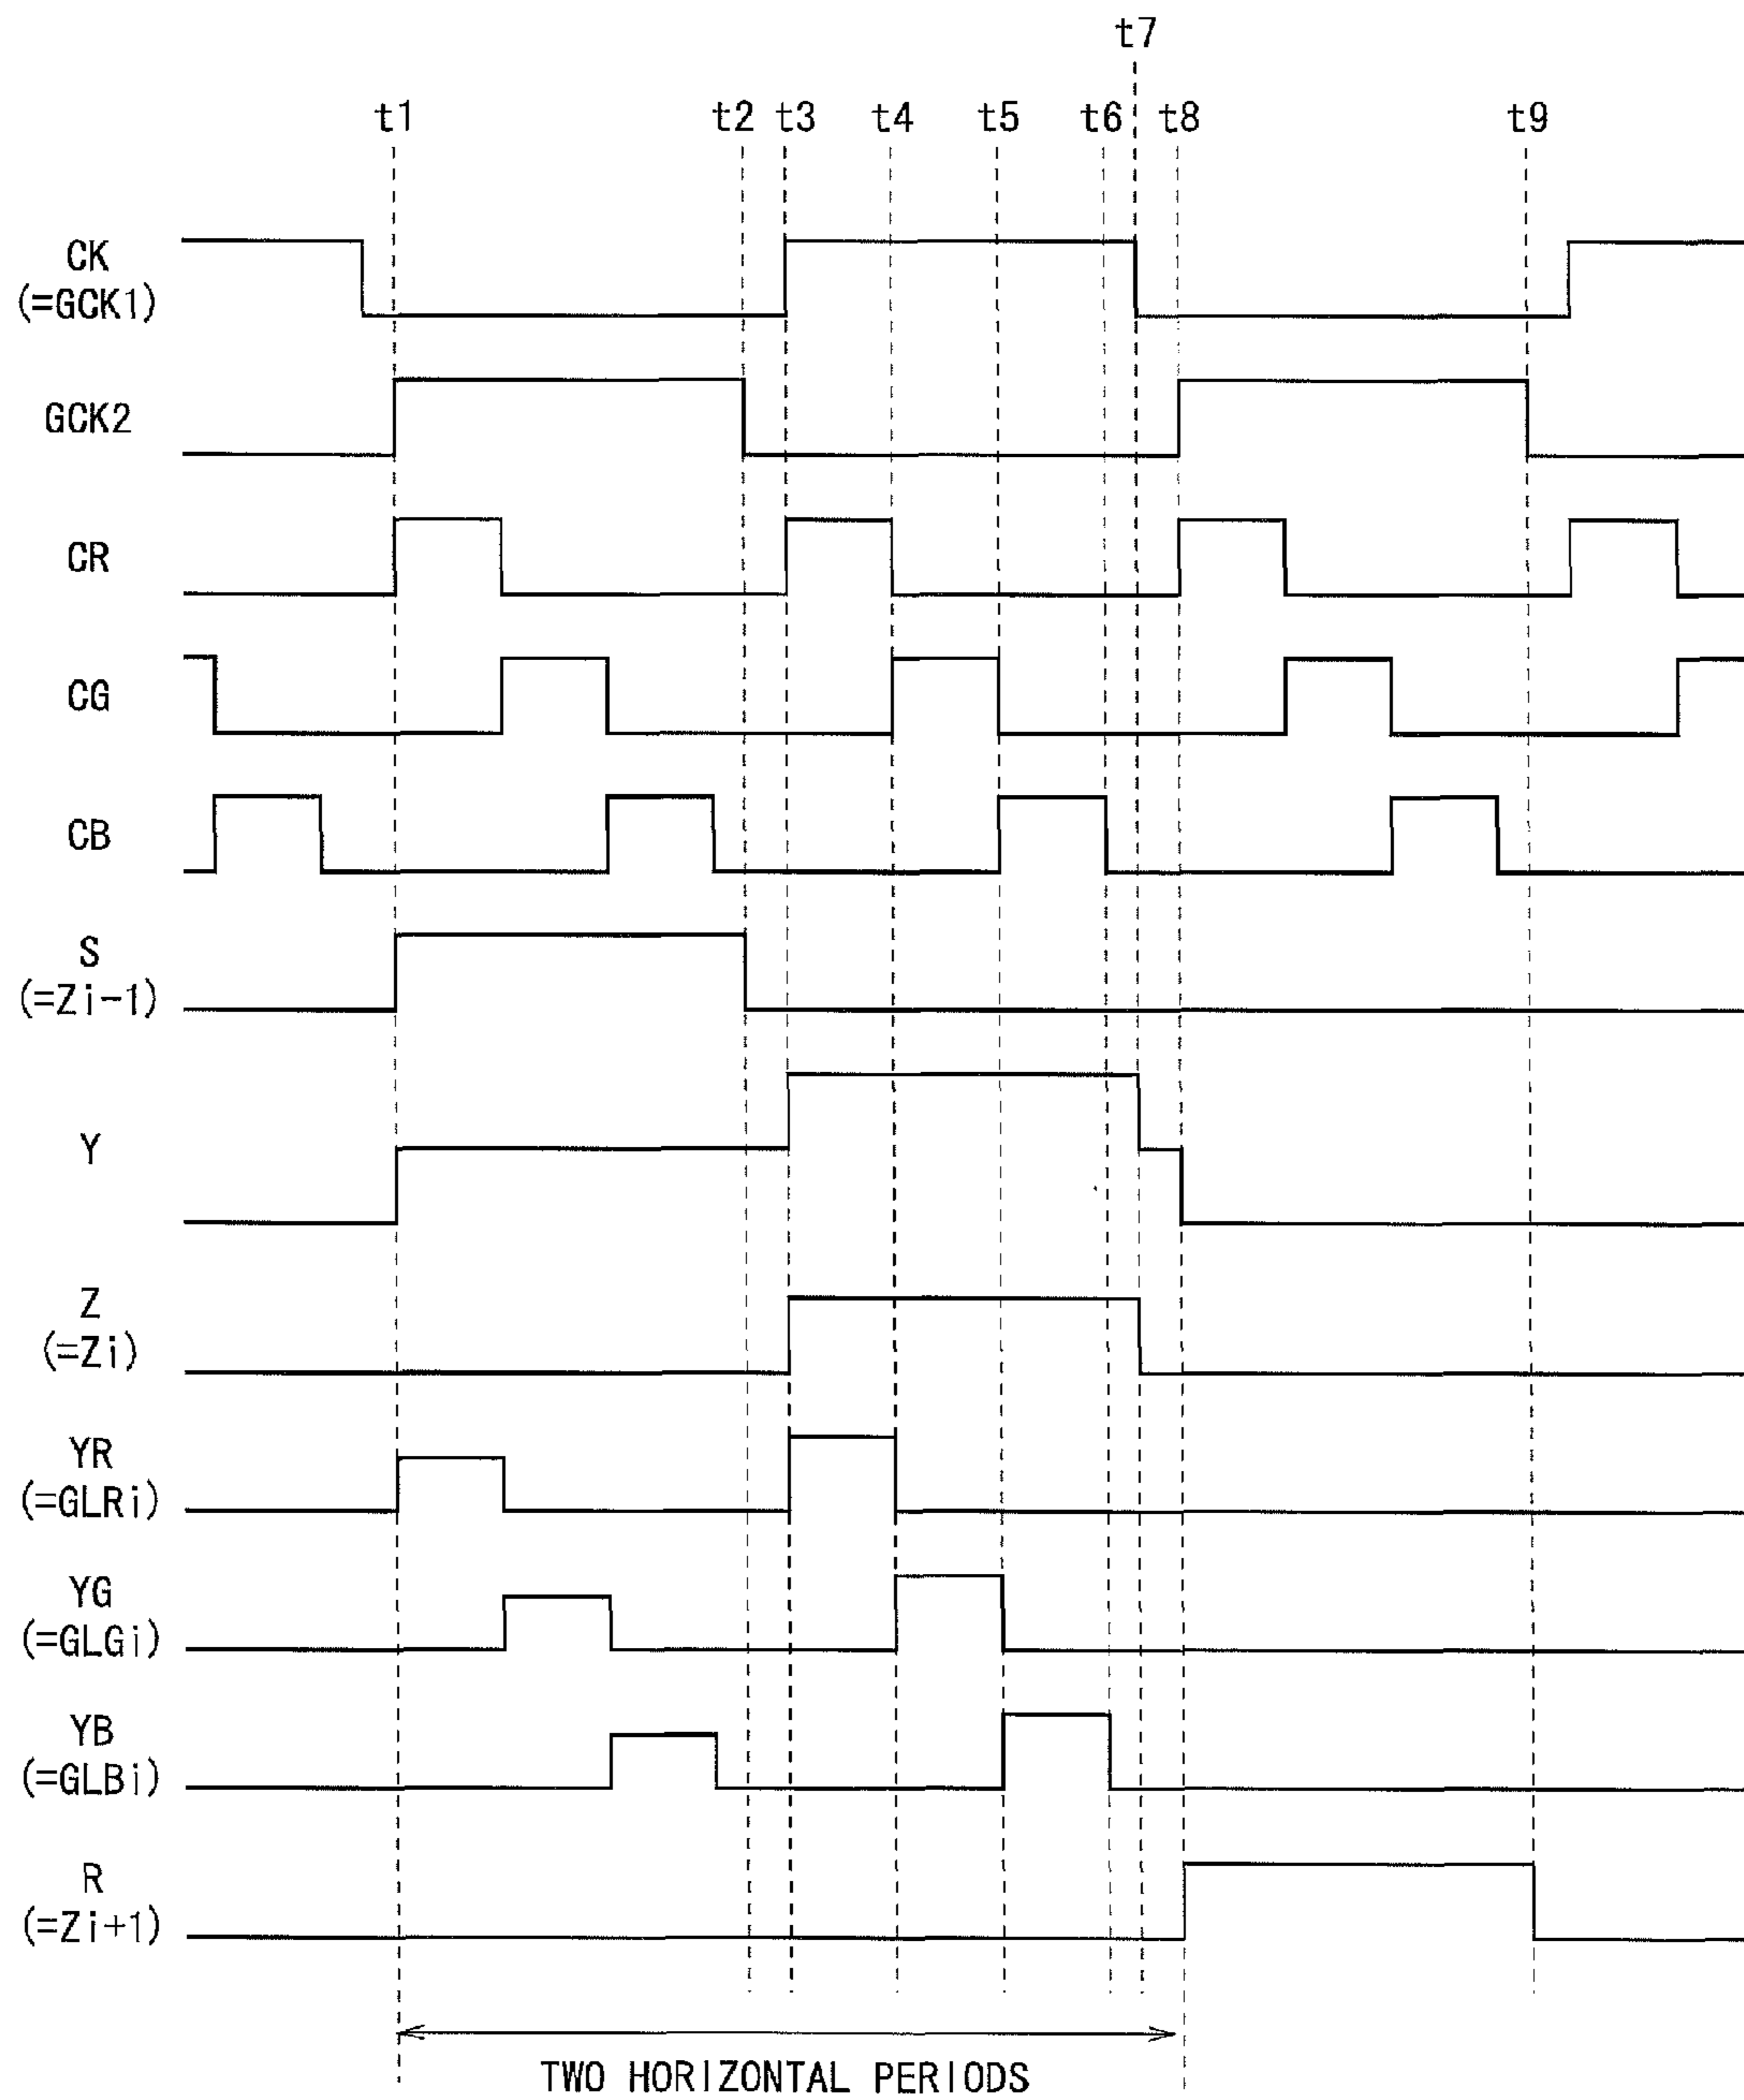 t7
t1 t2 t3 t4 t5 t6 t8 t9
CK
(=GCK1)
GCK2
CR
CG
CB
S
(=Zi-1)
Y
Z
(=Zi)
YR
(=GLRi)
YG
(=GLGi)
YB
(=GLBi)
R
(=Zi+1)
TWO HORIZONTAL PERIODS